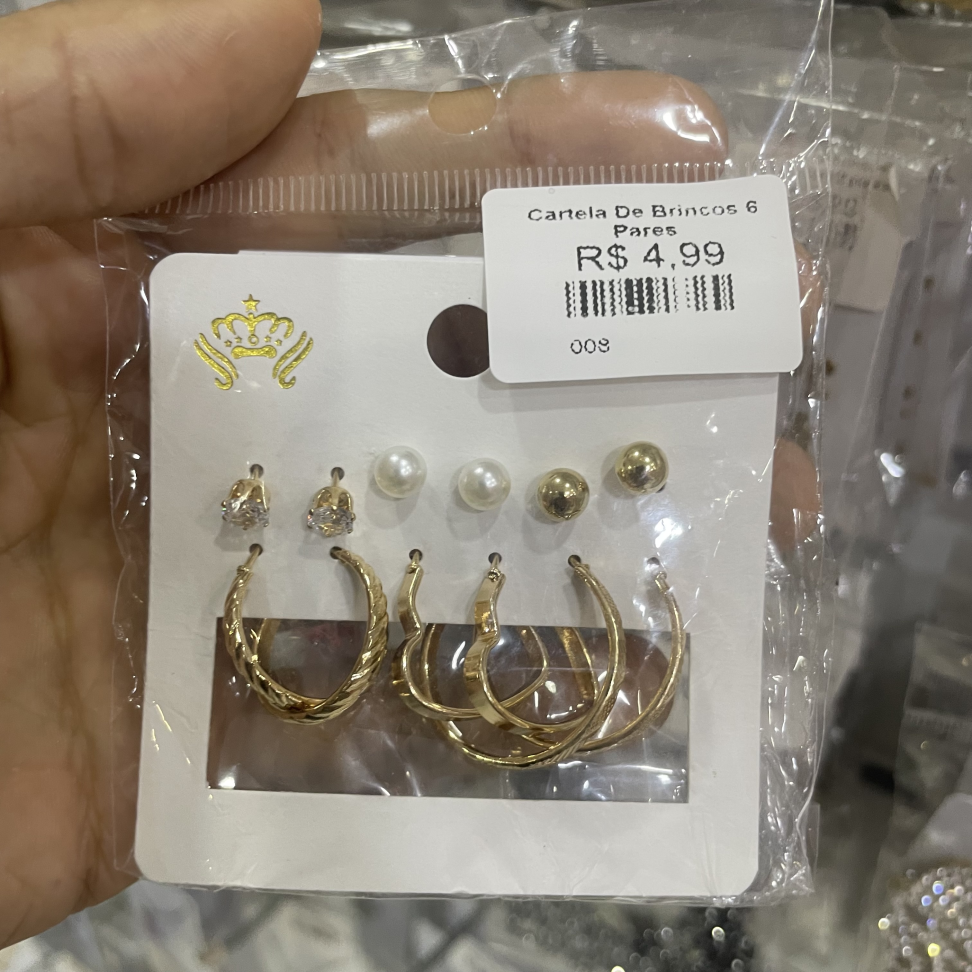 Cartela De Brincos 6
Pares
R$ 4,99
008